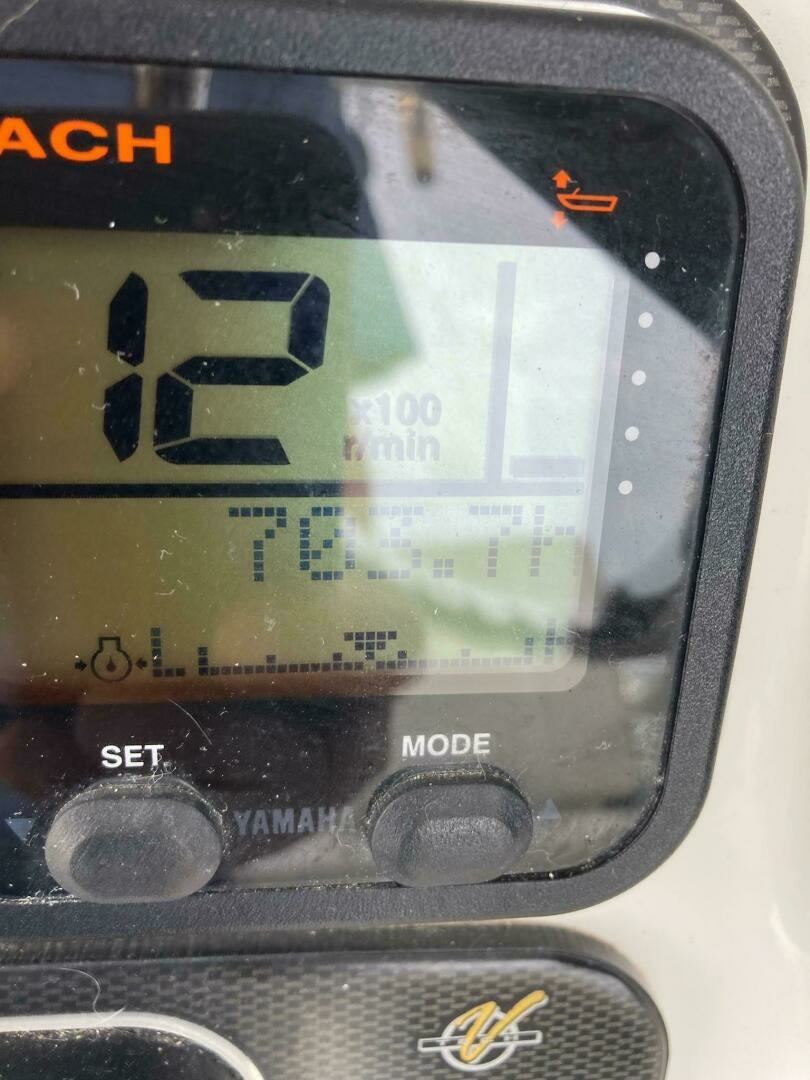 ACH
12
x100
r/min
703.7h
L H
SET MODE
YAMAHA
V